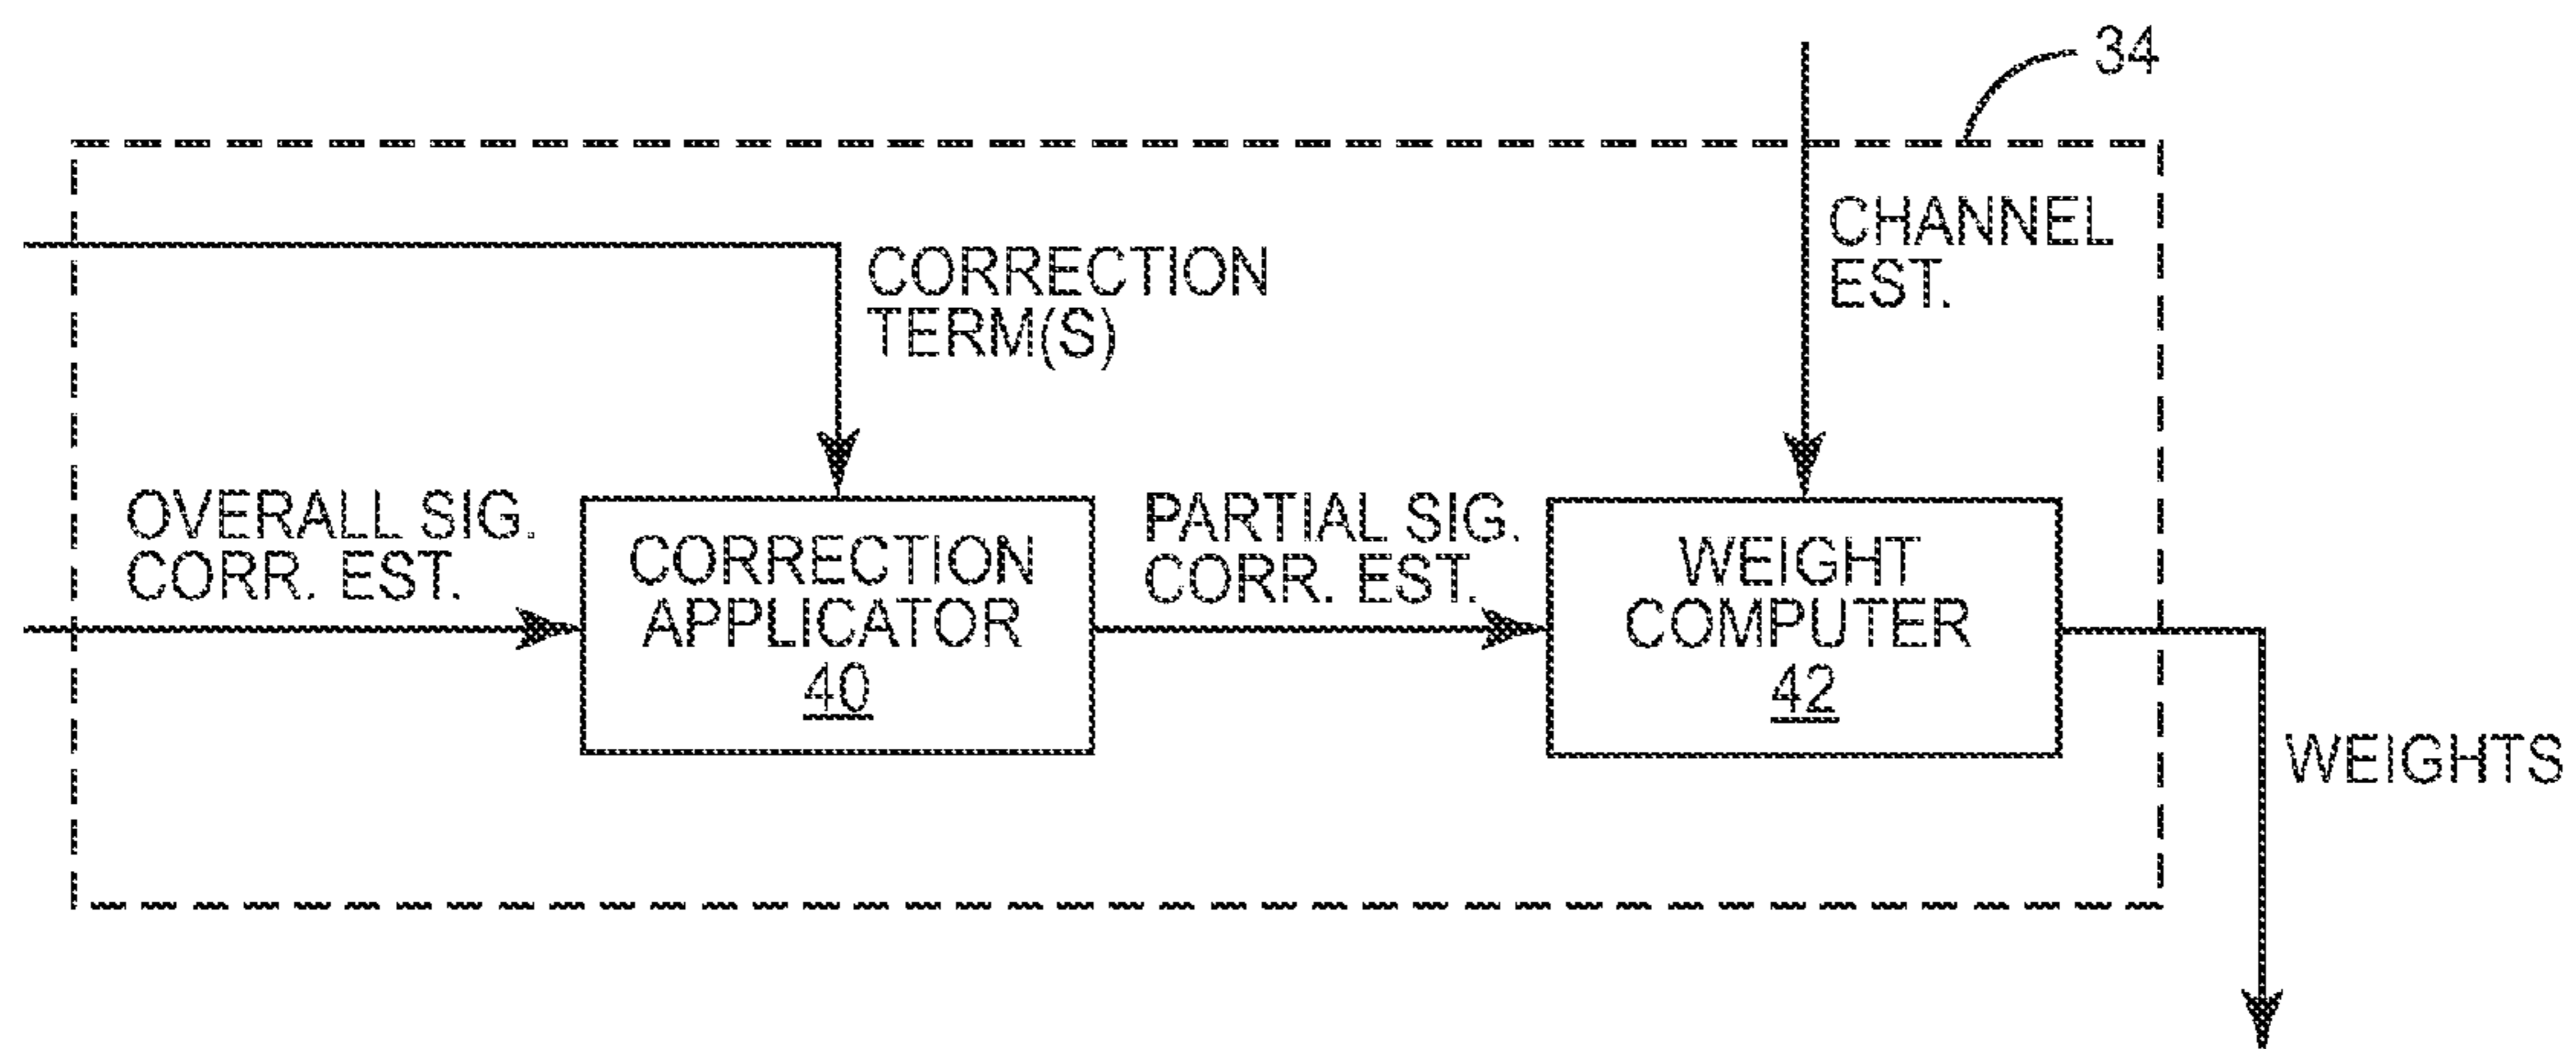 34
CHANNEL
EST.
CORRECTION
TERM(S)
OVERALL SIG.
CORR. EST.
CORRECTION
APPLICATOR
40
PARTIAL SIG.
CORR. EST.
WEIGHT
COMPUTER
42
WEIGHTS